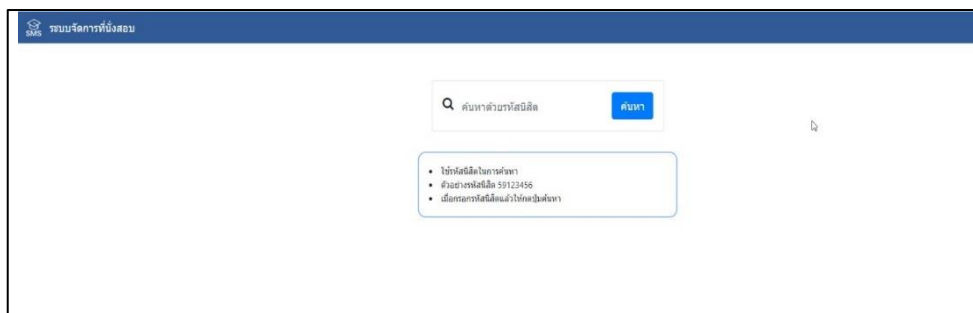 SMS ระบบจัดการที่นั่งสอบ
ค้นหาด้วยรหัสนิสิต ค้นหา
• ใช้รหัสนิสิตในการค้นหา
• ตัวอย่างรหัสนิสิต 59123456
• เมื่อกรอกรหัสนิสิตแล้วให้กดปุ่มค้นหา